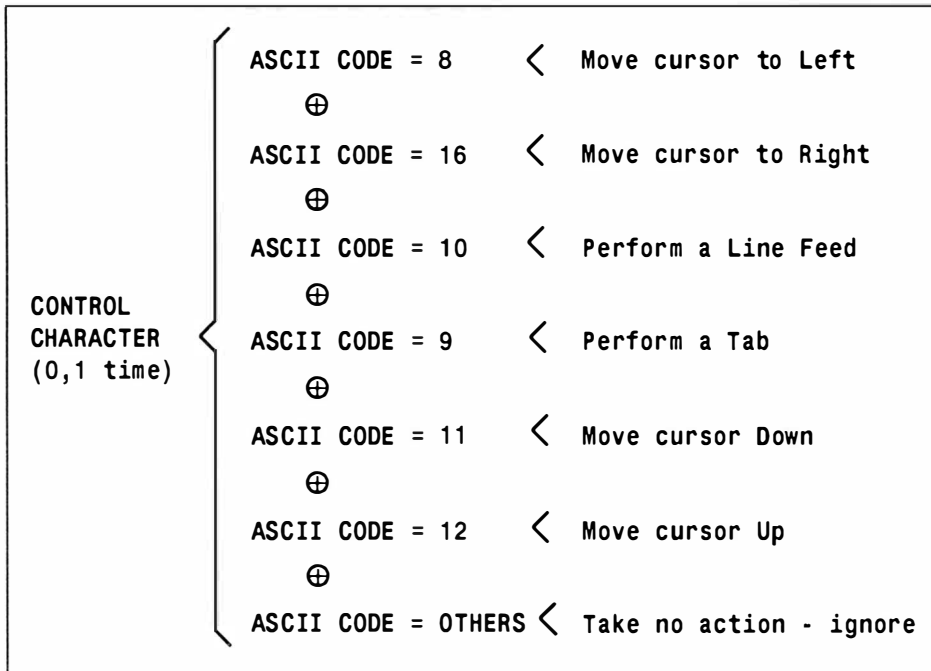 ASCII CODE = 8 < Move cursor to Left
⊕
ASCII CODE = 16 < Move cursor to Right
⊕
ASCII CODE = 10 < Perform a Line Feed
⊕
CONTROL
CHARACTER
(0,1 time)
ASCII CODE = 9 < Perform a Tab
⊕
ASCII CODE = 11 < Move cursor Down
⊕
ASCII CODE = 12 < Move cursor Up
⊕
ASCII CODE = OTHERS < Take no action - ignore